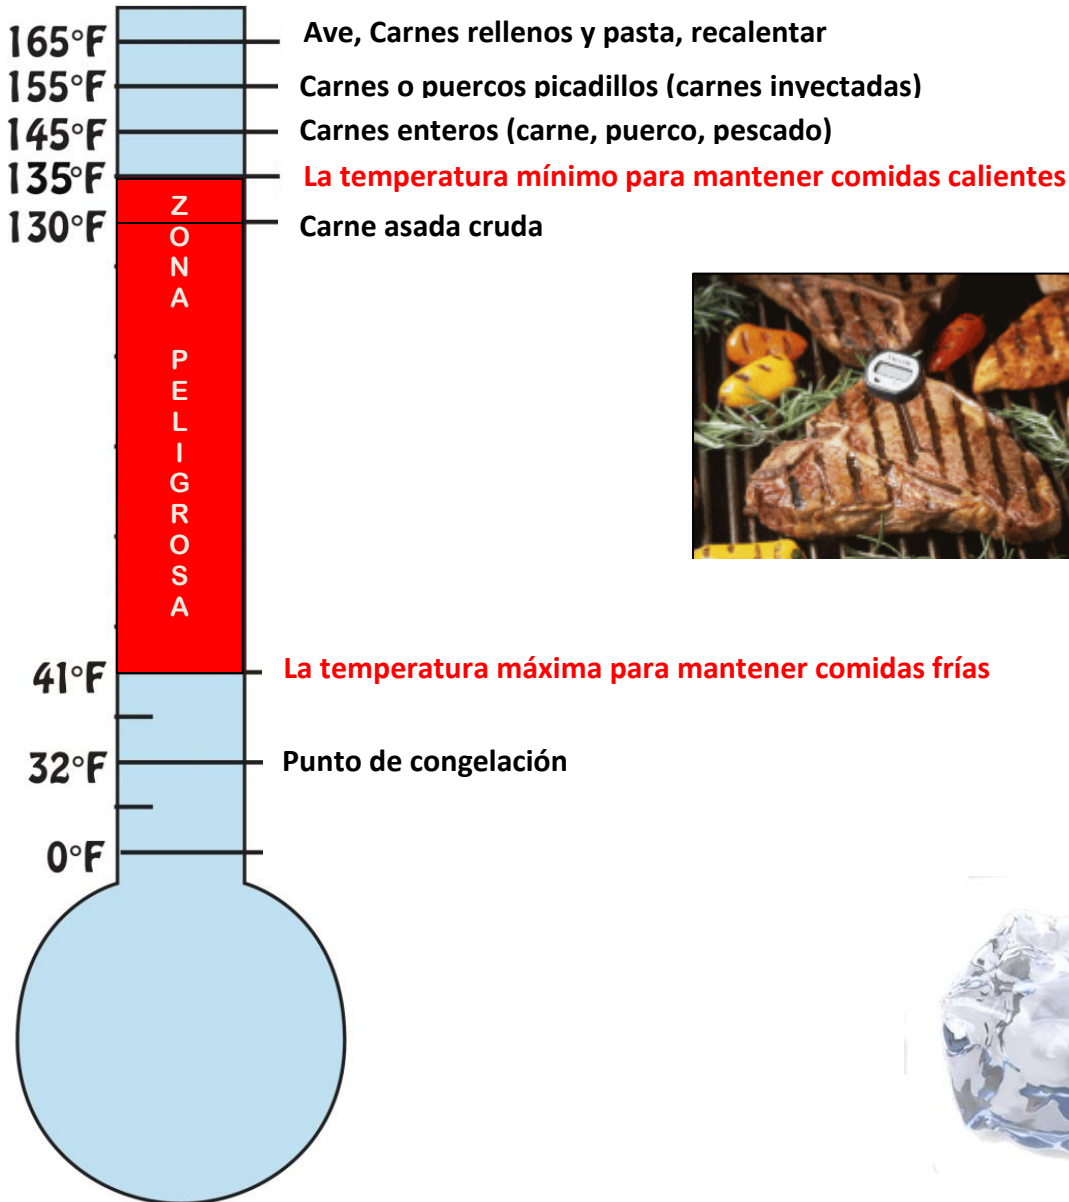 165°F Ave, Carnes rellenos y pasta, recalentar
155°F Carnes o puercos picadillos (carnes inyectadas)
145°F Carnes enteros (carne, puerco, pescado)
135°F La temperatura mínimo para mantener comidas calientes
130°F Carne asada cruda
ZONA PELIGROSA
41°F La temperatura máxima para mantener comidas frías
32°F Punto de congelación
0°F